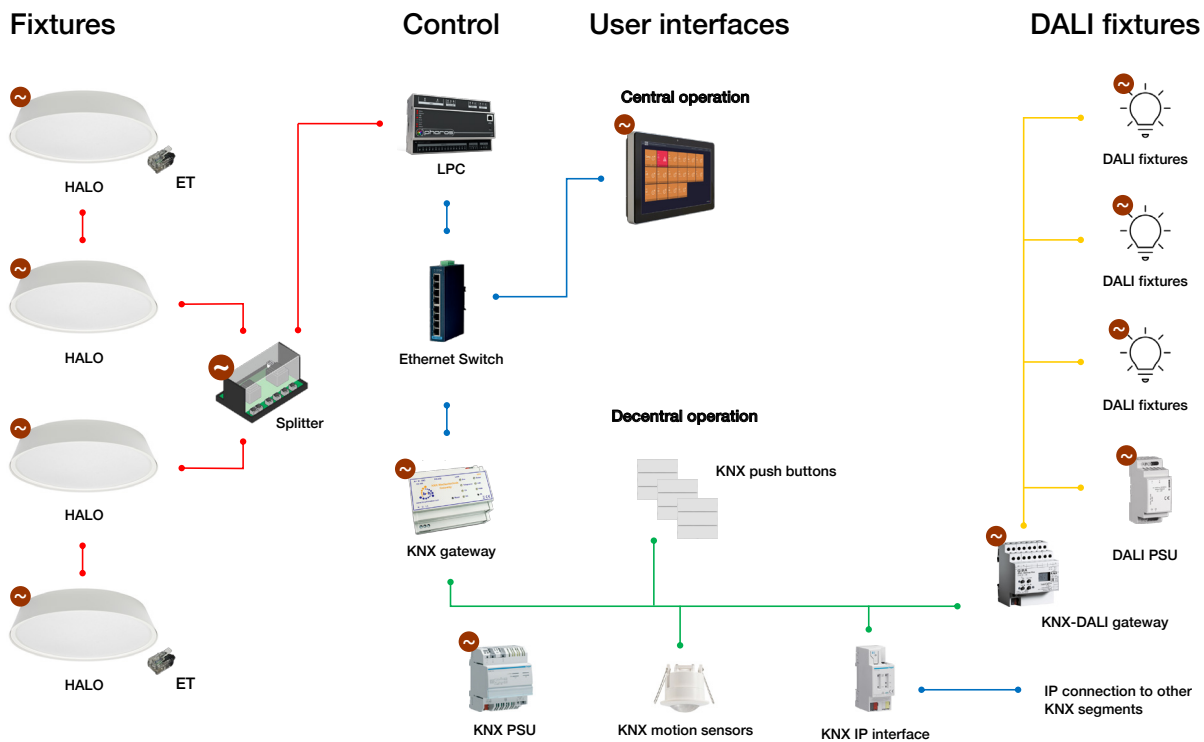 Fixtures
Control
User interfaces
DALI fixtures
Central operation
pharos
LPC
HALO
ET
DALI fixtures
HALO
DALI fixtures
Ethernet Switch
Splitter
DALI fixtures
Decentral operation
KNX push buttons
HALO
KNX gateway
DALI PSU
KNX-DALI gateway
HALO
ET
KNX PSU
KNX motion sensors
KNX IP interface
IP connection to other
KNX segments